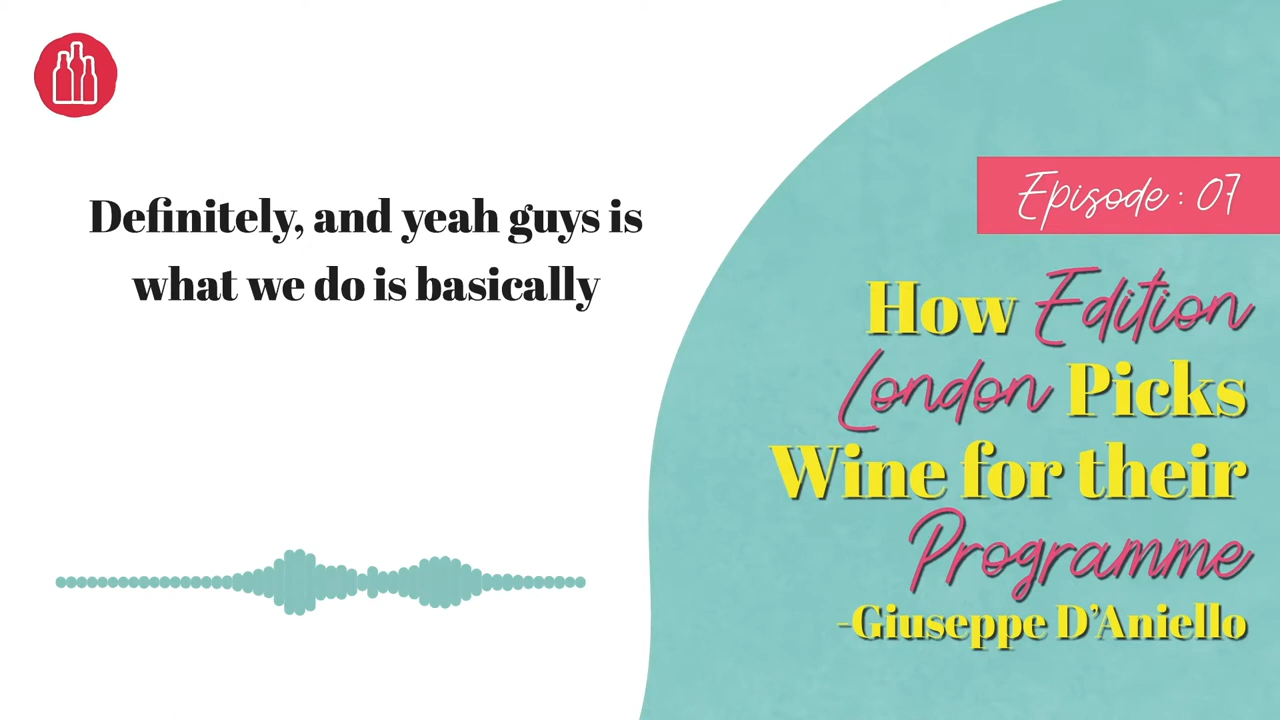 Definitely, and yeah guys is
what we do is basically
Episode : 07
How Edition
London Picks
Wine for their
Programme
-Giuseppe D'Aniello